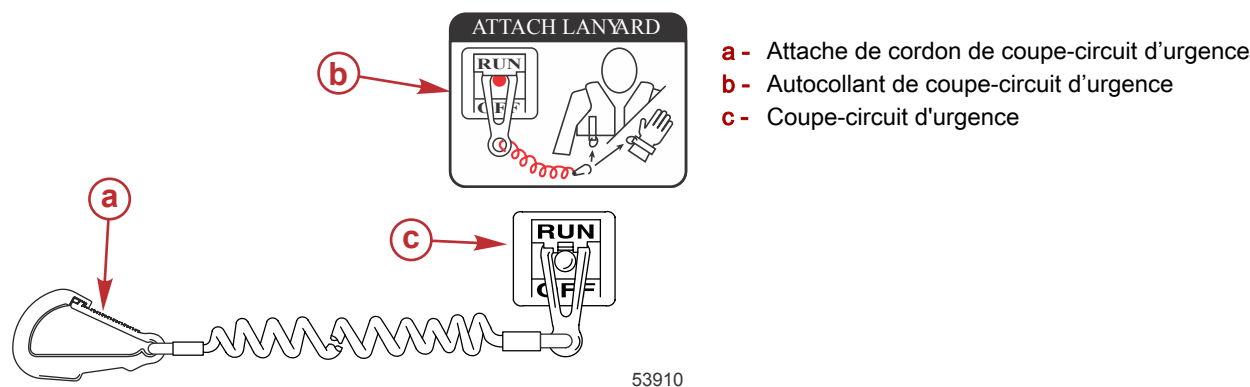 ATTACH LANYARD
RUN
OFF
b
a - Attache de cordon de coupe-circuit d’urgence
b - Autocollant de coupe-circuit d’urgence
c - Coupe-circuit d'urgence
a
c
RUN
OFF
53910